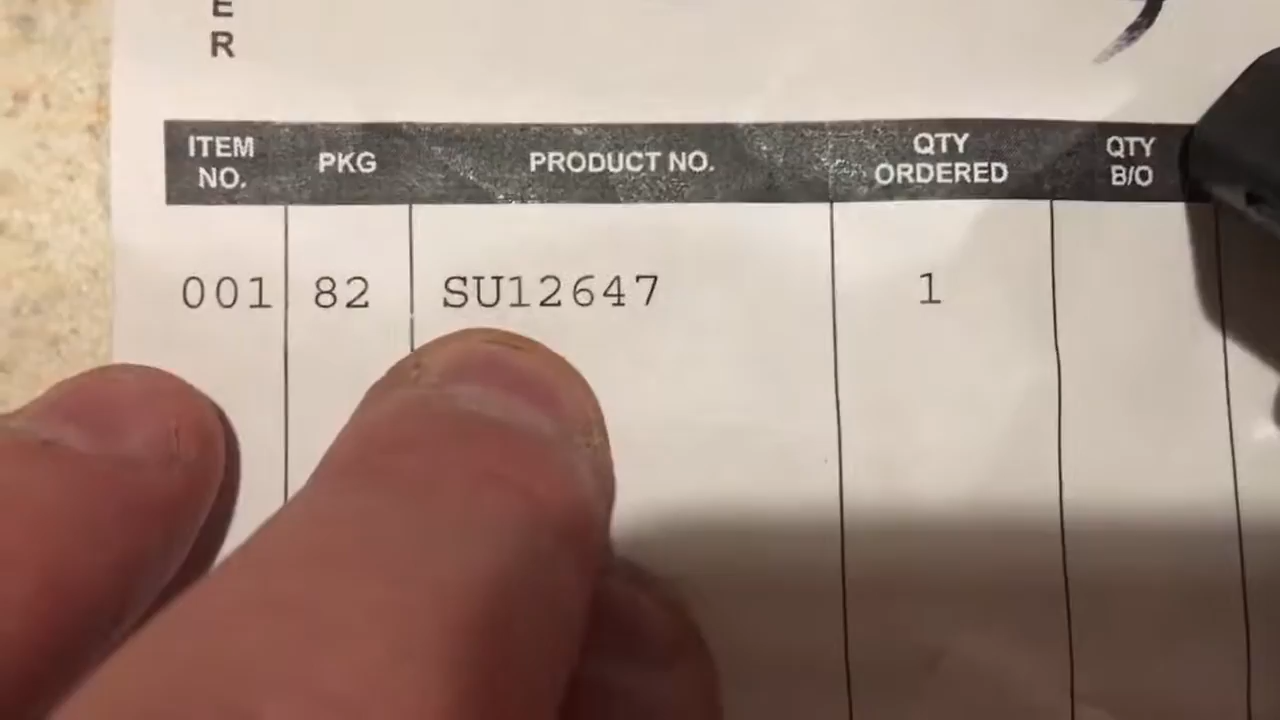 E
R
ITEM NO.
PKG
PRODUCT NO.
QTY ORDERED
QTY B/O
001 82 SU12647 1